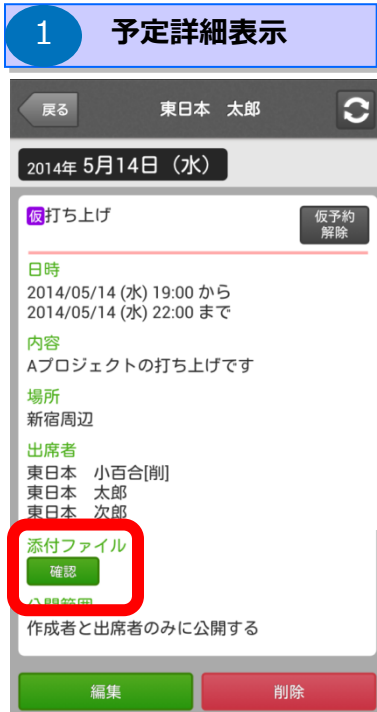 1 予定詳細表示
戻る 東日本 太郎
2014年 5月14日（水）
仮打ち上げ 仮予約
解除
日時
2014/05/14 (水) 19:00 から
2014/05/14 (水) 22:00 まで
内容
Aプロジェクトの打ち上げです
場所
新宿周辺
出席者
東日本 小百合[削]
東日本 太郎
東日本 次郎
添付ファイル
確認
公開範囲
作成者と出席者のみに公開する
編集 削除